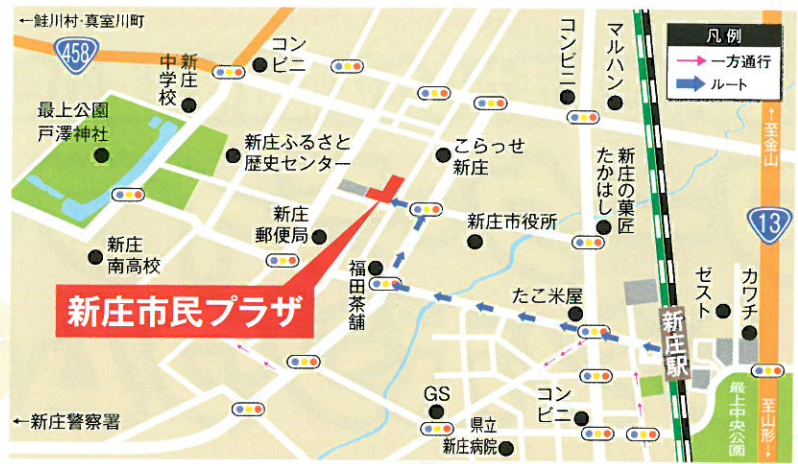 ←鮭川村・真室川町
458
新庄
中学校
コン
ビニ
コンビニ
マルハン
凡例
一方通行
ルート
最上公園
戸澤神社
新庄ふるさと
歴史センター
こらっせ
新庄
新庄の菓匠
たかはし
↑至金山
13
新庄
南高校
新庄
郵便局
新庄市役所
福田茶舗
新庄市民プラザ
たこ米屋
新庄駅
ゼスト
カワチ
←新庄警察署
GS
県立
新庄病院
コン
ビニ
最上中央公園
至山形↓